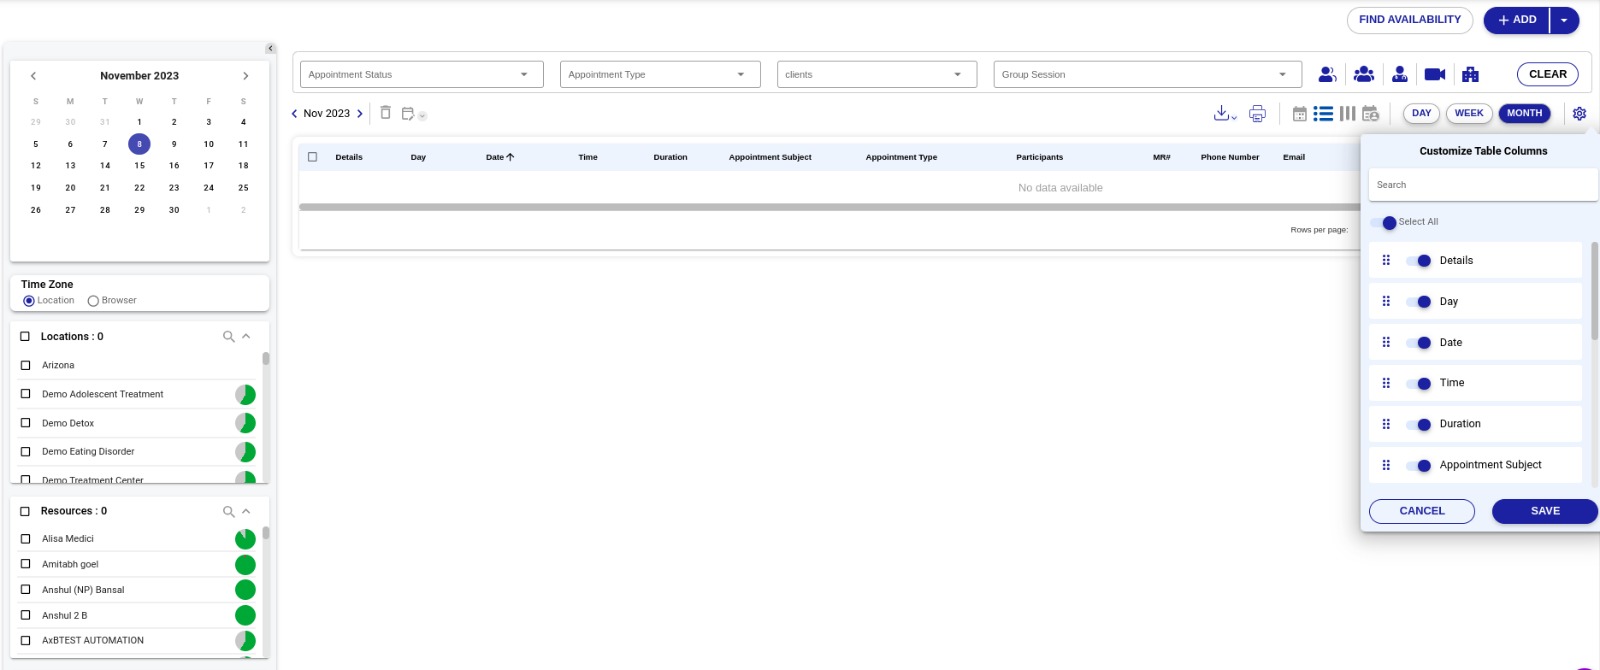 FIND AVAILABILITY
ADD
November 2023
S M T W T F S
29 30 31 1 2 3 4
5 6 7 8 9 10 11
12 13 14 15 16 17 18
19 20 21 22 23 24 25
26 27 28 29 30 1 2
Time Zone
Location Browser
Locations : 0
Arizona
Demo Adolescent Treatment
Demo Detox
Demo Eating Disorder
Demo Treatment Center
Resources : 0
Alisa Medici
Amitabh goel
Anshul (NP) Bansal
Anshul 2 B
AxBTEST AUTOMATION
Appointment Status Appointment Type clients Group Session CLEAR
Nov 2023 DAY WEEK MONTH
Details Day Date Time Duration Appointment Subject Appointment Type Participants MR# Phone Number Email
No data available
Rows per page:
Customize Table Columns
Search
Select All
Details
Day
Date
Time
Duration
Appointment Subject
CANCEL SAVE